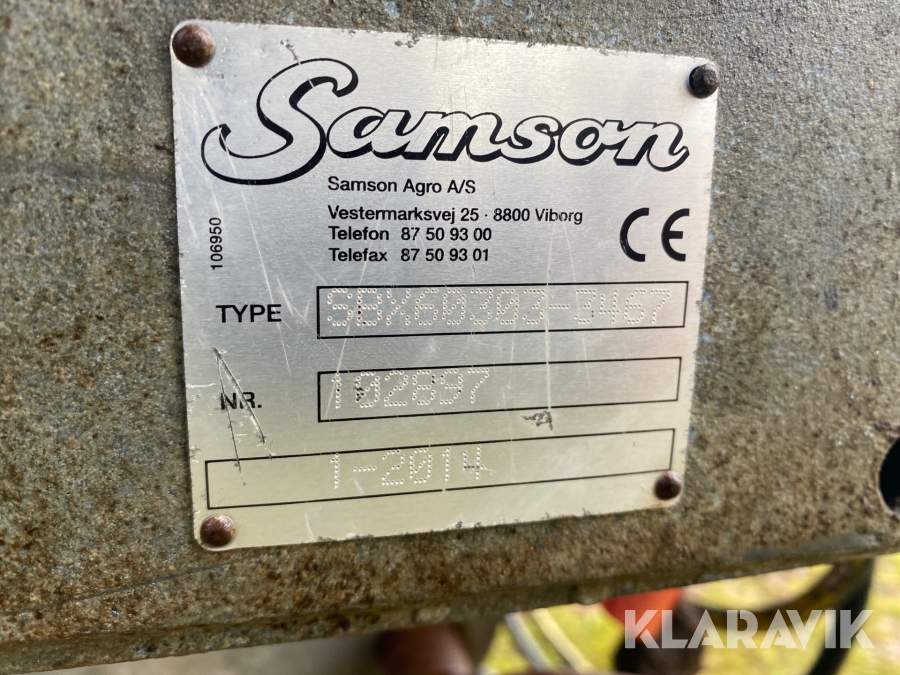 Samson
Samson Agro A/S
Vestermarksvej 25 · 8800 Viborg
Telefon 87 50 93 00
Telefax 87 50 93 01
CE
106950
TYPE SBX60303-3467
NR.
1-2014
KLARAVIK